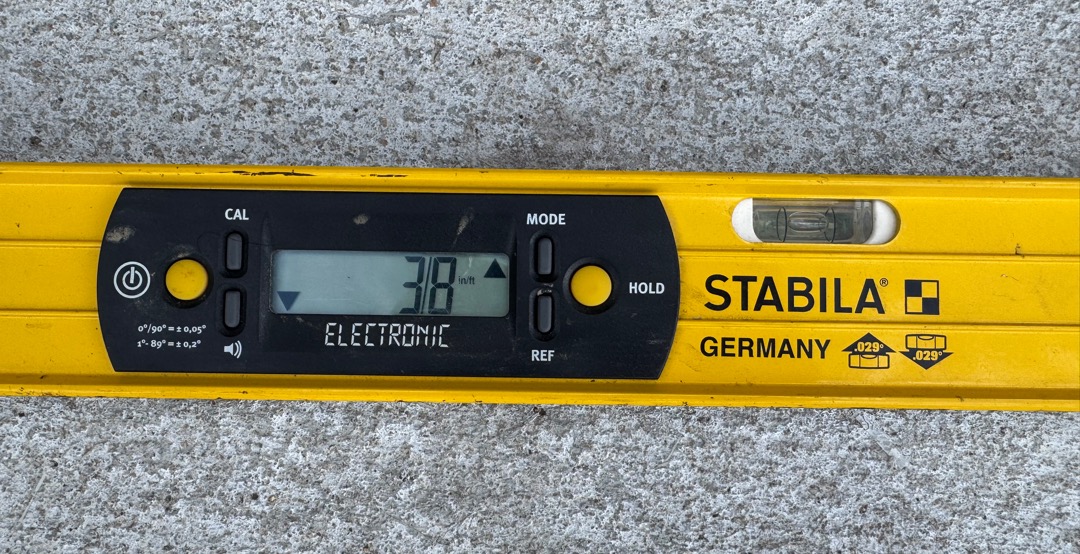 CAL
MODE
3/8 in/ft
HOLD
0°/90° = ± 0,05°
1°- 89° = ± 0,2°
ELECTRONIC
REF
STABILA®
GERMANY .029° .029°